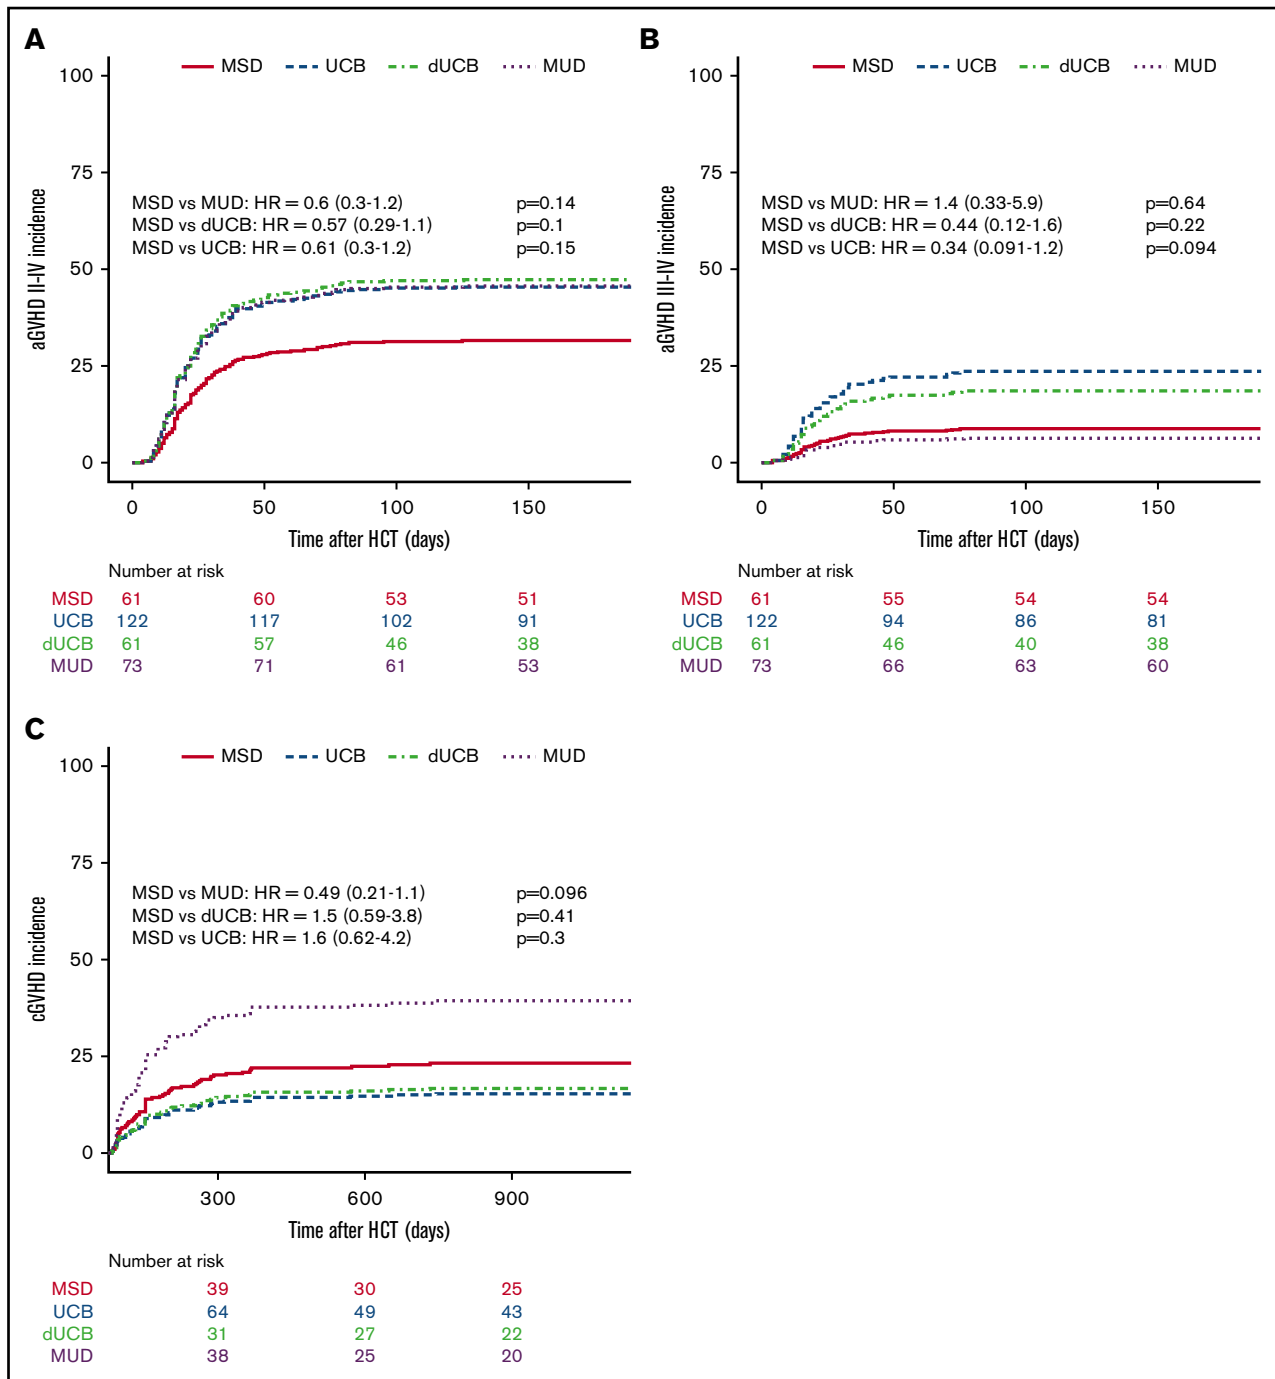 A
MSD UCB dUCB MUD
100
75
50
25
0
aGVHD II-IV incidence
MSD vs MUD: HR = 0.6 (0.3-1.2) p=0.14
MSD vs dUCB: HR = 0.57 (0.29-1.1) p=0.1
MSD vs UCB: HR = 0.61 (0.3-1.2) p=0.15
0 50 100 150
Time after HCT (days)
Number at risk
MSD 61 60 53 51
UCB 122 117 102 91
dUCB 61 57 46 38
MUD 73 71 61 53
B
MSD UCB dUCB MUD
100
75
50
25
0
aGVHD III-IV incidence
MSD vs MUD: HR = 1.4 (0.33-5.9) p=0.64
MSD vs dUCB: HR = 0.44 (0.12-1.6) p=0.22
MSD vs UCB: HR = 0.34 (0.091-1.2) p=0.094
0 50 100 150
Time after HCT (days)
Number at risk
MSD 61 55 54 54
UCB 122 94 86 81
dUCB 61 46 40 38
MUD 73 66 63 60
C
MSD UCB dUCB MUD
100
75
50
25
0
cGVHD incidence
MSD vs MUD: HR = 0.49 (0.21-1.1) p=0.096
MSD vs dUCB: HR = 1.5 (0.59-3.8) p=0.41
MSD vs UCB: HR = 1.6 (0.62-4.2) p=0.3
300 600 900
Time after HCT (days)
Number at risk
MSD 39 30 25
UCB 64 49 43
dUCB 31 27 22
MUD 38 25 20